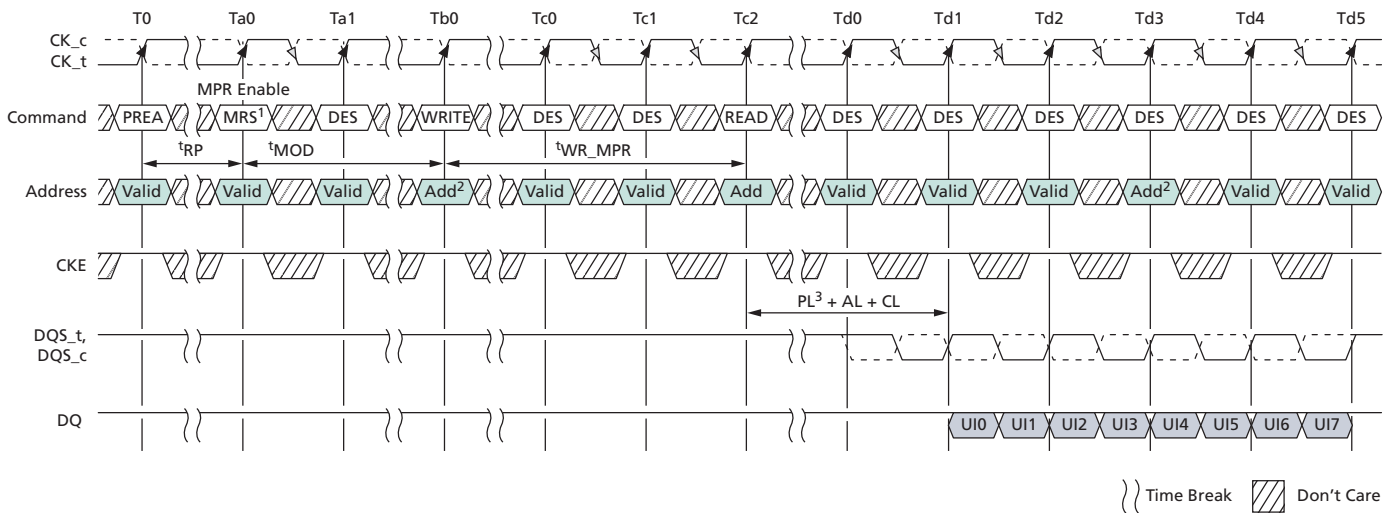 T0 Ta0 Ta1 Tb0 Tc0 Tc1 Tc2 Td0 Td1 Td2 Td3 Td4 Td5
CK_c
CK_t
MPR Enable
Command PREA MRS¹ DES WRITE DES DES READ DES DES DES DES DES DES
tRP tMOD tWR_MPR
Address Valid Valid Valid Add² Valid Valid Add Valid Valid Valid Add² Valid Valid
CKE
PL³ + AL + CL
DQS_t,
DQS_c
DQ UI0 UI1 UI2 UI3 UI4 UI5 UI6 UI7
Time Break Don't Care